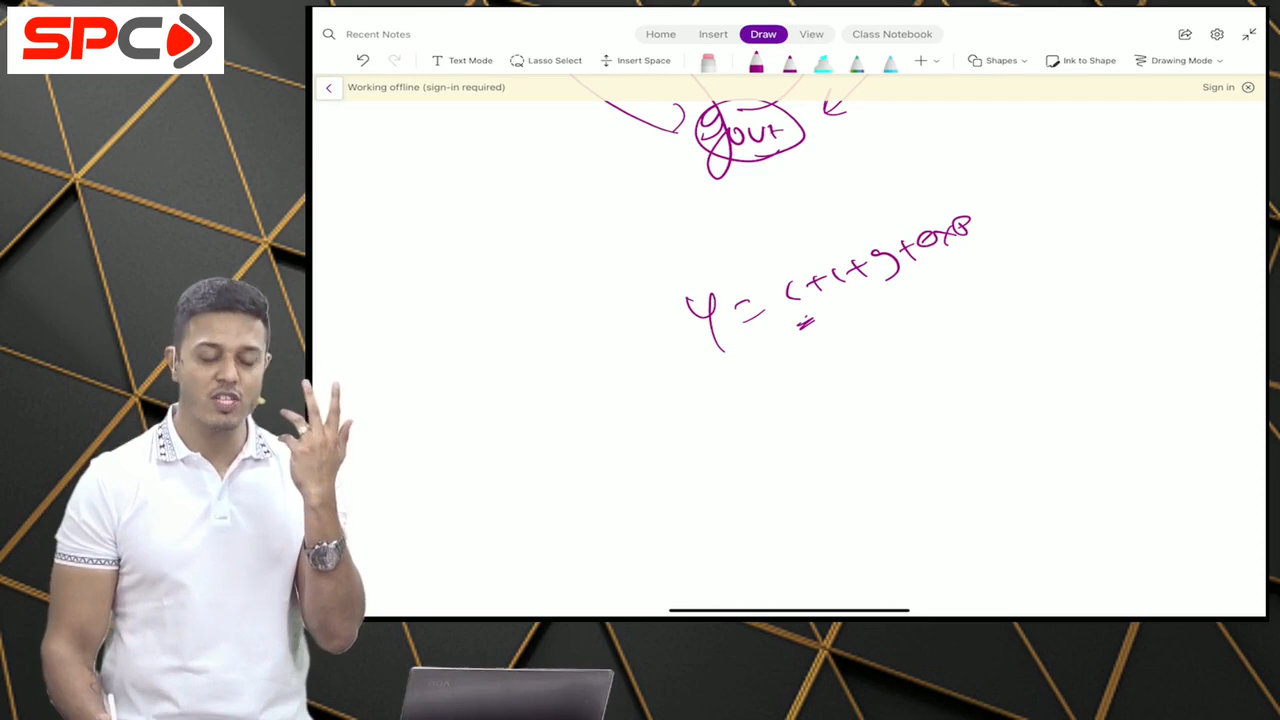 SPC
Recent Notes
Home Insert Draw View Class Notebook
Text Mode Lasso Select Insert Space Shapes Ink to Shape Drawing Mode
Working offline (sign-in required) Sign in
gout
y = c + i + g + exp